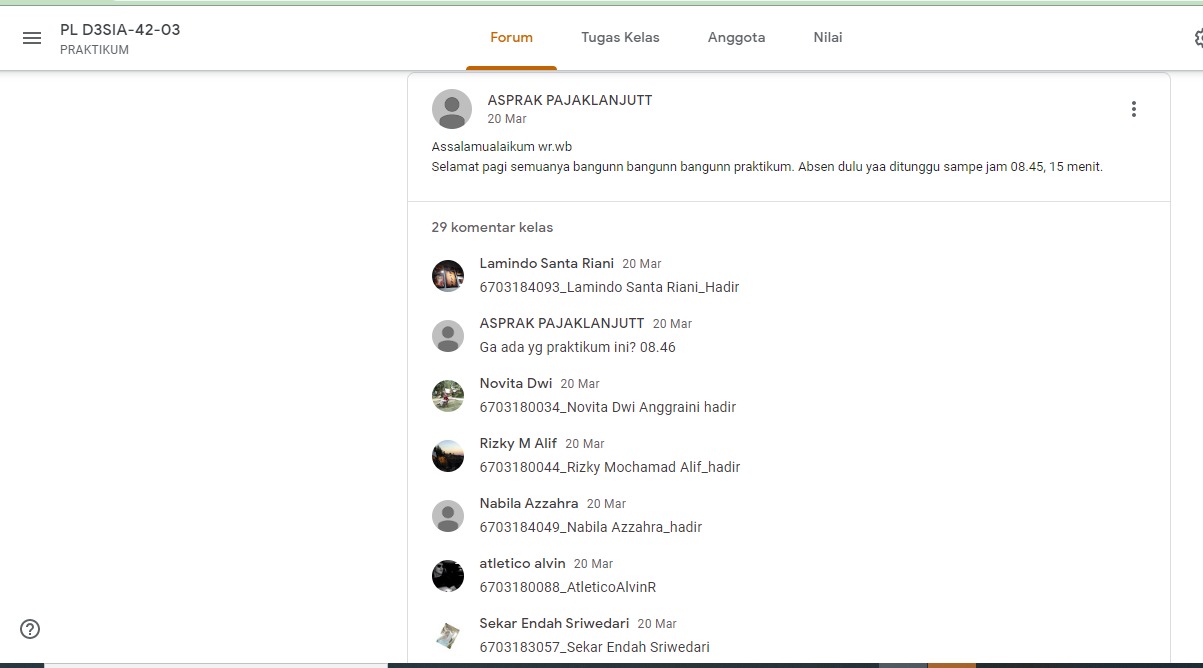 PL D3SIA-42-03
PRAKTIKUM
Forum
Tugas Kelas
Anggota
Nilai
ASPRAK PAJAKLANJUTT
20 Mar
Assalamualaikum wr.wb
Selamat pagi semuanya bangunn bangunn bangunn praktikum. Absen dulu yaa ditunggu sampe jam 08.45, 15 menit.
29 komentar kelas
Lamindo Santa Riani 20 Mar
6703184093_Lamindo Santa Riani_Hadir
ASPRAK PAJAKLANJUTT 20 Mar
Ga ada yg praktikum ini? 08.46
Novita Dwi 20 Mar
6703180034_Novita Dwi Anggraini hadir
Rizky M Alif 20 Mar
6703180044_Rizky Mochamad Alif_hadir
Nabila Azzahra 20 Mar
6703184049_Nabila Azzahra_hadir
atletico alvin 20 Mar
6703180088_AtleticoAlvinR
Sekar Endah Sriwedari 20 Mar
6703183057_Sekar Endah Sriwedari